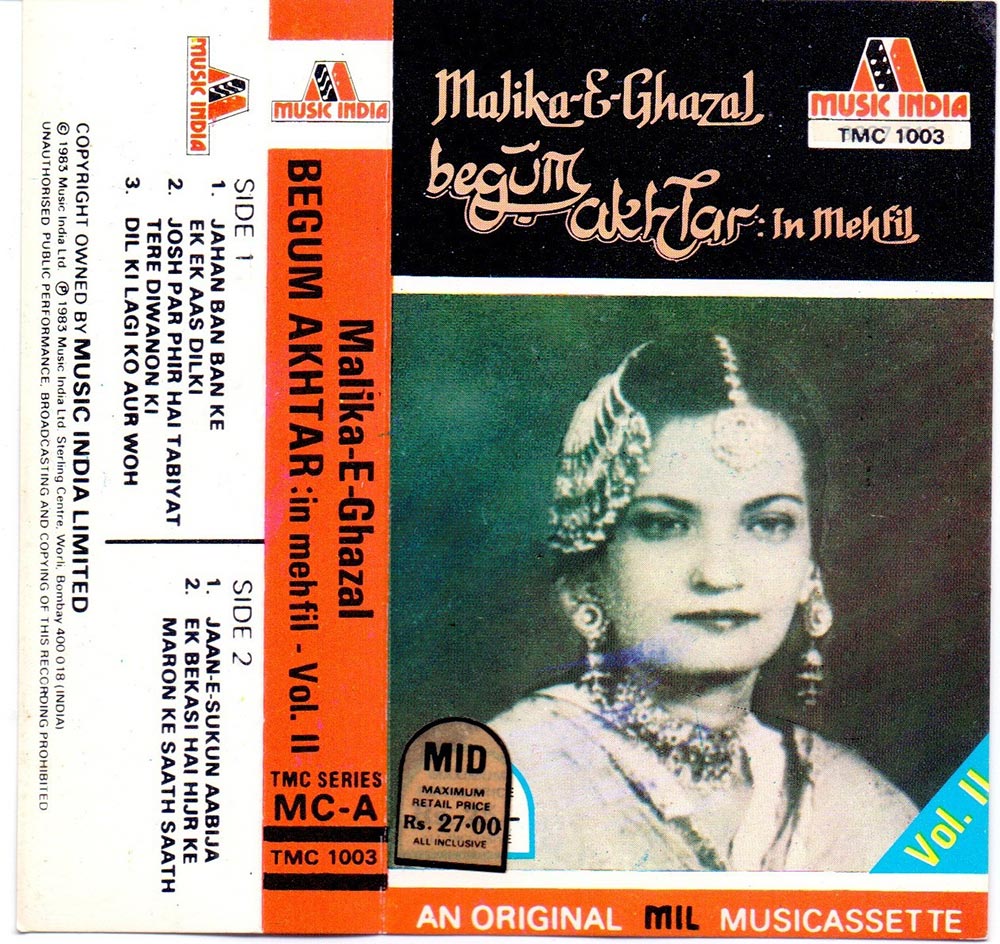 MUSIC INDIA
SIDE 1
1. JAHAN BAN BAN KE
EK EK AAS DILKI
2. JOSH PAR PHIR HAI TABIYAT
TERE DIWANON KI
3. DIL KI LAGI KO AUR WOH
SIDE 2
1. JAAN-E-SUKUN AABIJA
2. EK BEKASI HAI HIJR KE
MARON KE SAATH SAATH
COPYRIGHT OWNED BY MUSIC INDIA LIMITED
© 1983 Music India Ltd. ℗ 1983 Music India Ltd. Sterling Centre, Worli, Bombay 400 018 (INDIA)
UNAUTHORISED PUBLIC PERFORMANCE, BROADCASTING AND COPYING OF THIS RECORDING PROHIBITED
MUSIC INDIA
Malika-E-Ghazal
BEGUM AKHTAR : in mehfil - Vol. II
TMC SERIES
MC-A
TMC 1003
Malika-E-Ghazal
begum
akhtar : In Mehfil
MUSIC INDIA
TMC 1003
MID
MAXIMUM
RETAIL PRICE
Rs. 27·00
ALL INCLUSIVE
Vol. II
AN ORIGINAL MIL MUSICASSETTE